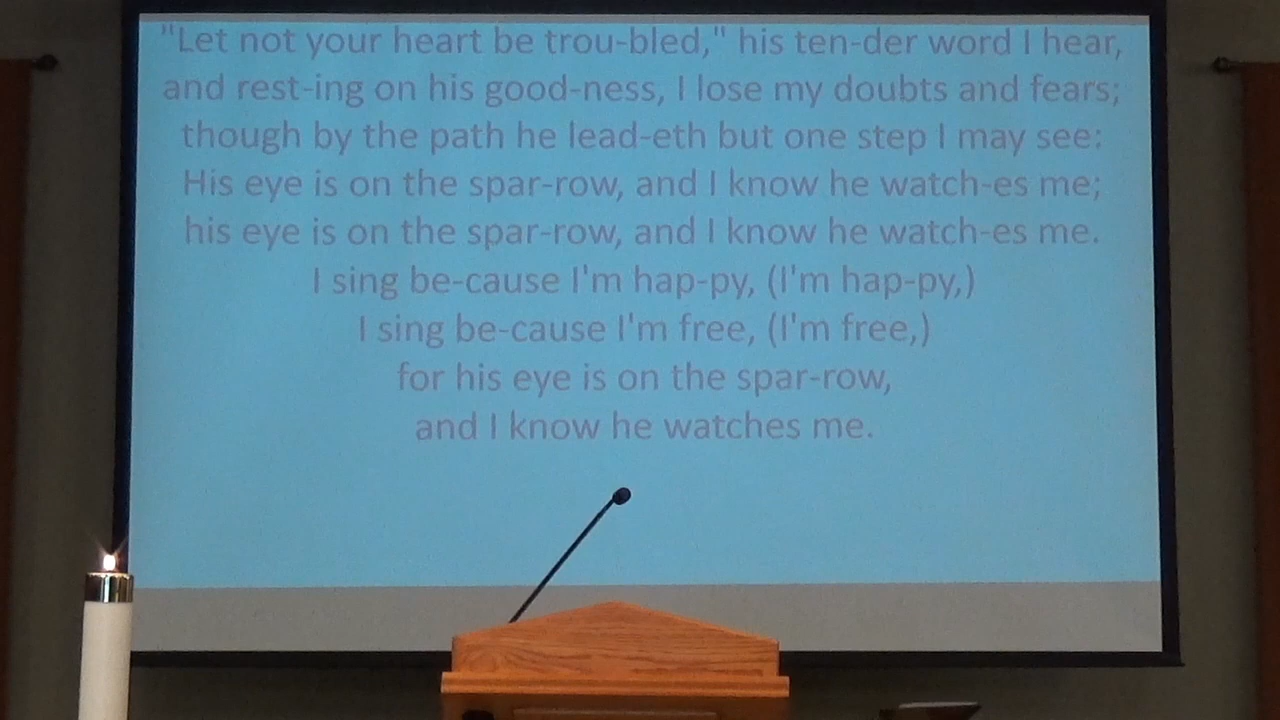 "Let not your heart be trou-bled," his ten-der word I hear,
and rest-ing on his good-ness, I lose my doubts and fears;
though by the path he lead-eth but one step I may see:
His eye is on the spar-row, and I know he watch-es me;
his eye is on the spar-row, and I know he watch-es me.
I sing be-cause I'm hap-py, (I'm hap-py,)
I sing be-cause I'm free, (I'm free,)
for his eye is on the spar-row,
and I know he watches me.